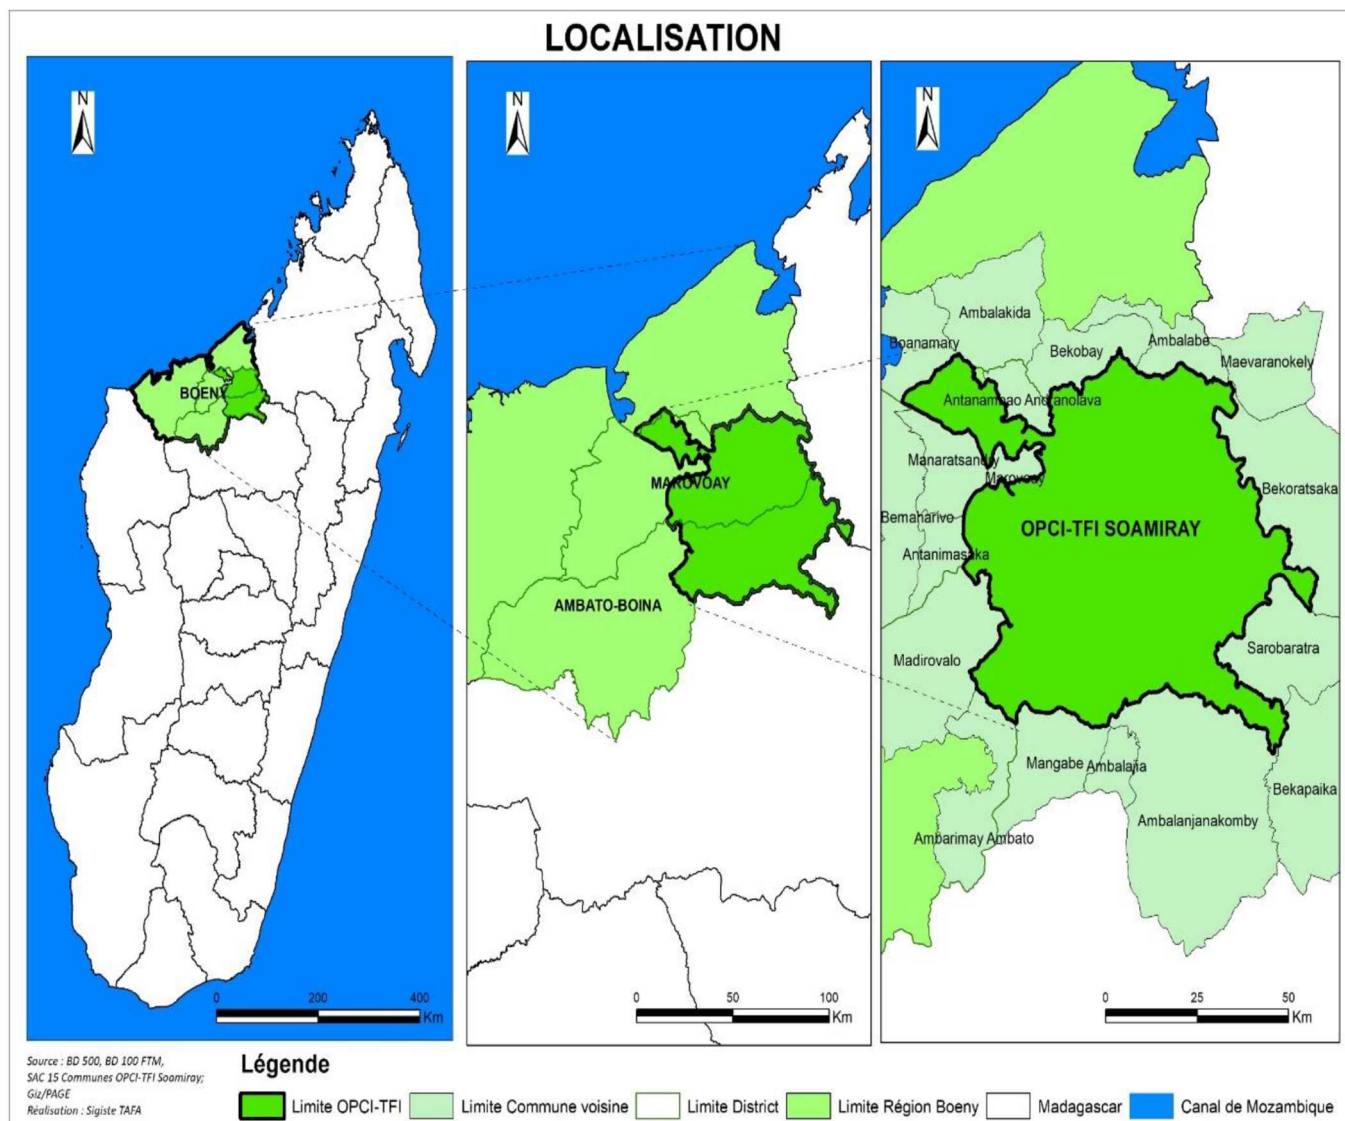 LOCALISATION
N
BOENY
0 200 400
Km
N
MAROVOAY
AMBATO-BOINA
0 50 100
Km
N
Ambalakida
Boanamary
Bekobay
Ambalabe
Maevaranokely
Antanambao Andranolava
Manaratsandry
Marovoay
Bekoratsaka
Bemaharivo
OPCI-TFI SOAMIRAY
Antanimasaka
Sarobaratra
Madirovalo
Mangabe
Ambalajia
Bekapaika
Ambalanjanakomby
Ambarimay Ambato
0 25 50
Km
Source : BD 500, BD 100 FTM,
SAC 15 Communes OPCI-TFI Soamiray;
Giz/PAGE
Réalisation : Sigiste TAFA
Légende
Limite OPCI-TFI
Limite Commune voisine
Limite District
Limite Région Boeny
Madagascar
Canal de Mozambique